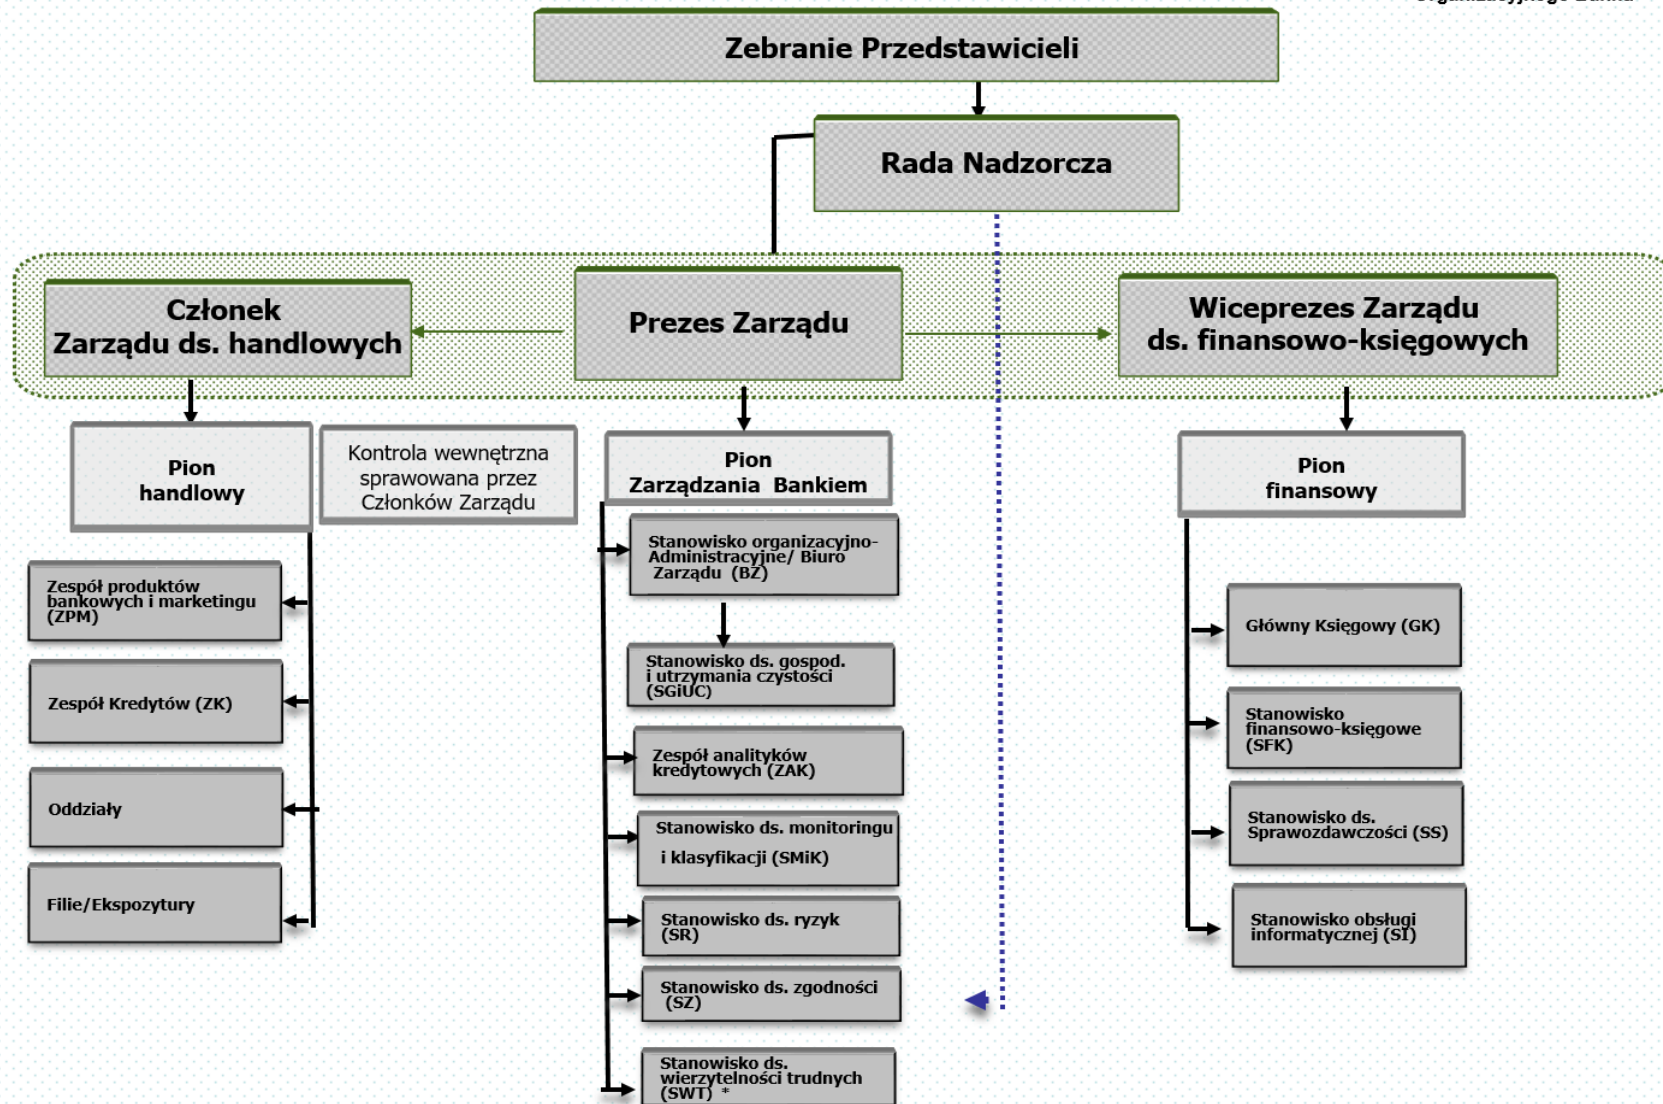 Organizacyjnego Banku
Zebranie Przedstawicieli
Rada Nadzorcza
Członek
Zarządu ds. handlowych
Prezes Zarządu
Wiceprezes Zarządu
ds. finansowo-księgowych
Pion
handlowy
Kontrola wewnętrzna
sprawowana przez
Członków Zarządu
Pion
Zarządzania Bankiem
Pion
finansowy
Zespół produktów
bankowych i marketingu
(ZPM)
Zespół Kredytów (ZK)
Oddziały
Filie/Ekspozytury
Stanowisko organizacyjno-
Administracyjne/ Biuro
Zarządu (BZ)
Stanowisko ds. gospod.
i utrzymania czystości
(SGiUC)
Zespół analityków
kredytowych (ZAK)
Stanowisko ds. monitoringu
i klasyfikacji (SMiK)
Stanowisko ds. ryzyk
(SR)
Stanowisko ds. zgodności
(SZ)
Stanowisko ds.
wierzytelności trudnych
(SWT) *
Główny Księgowy (GK)
Stanowisko
finansowo-księgowe
(SFK)
Stanowisko ds.
Sprawozdawczości (SS)
Stanowisko obsługi
informatycznej (SI)